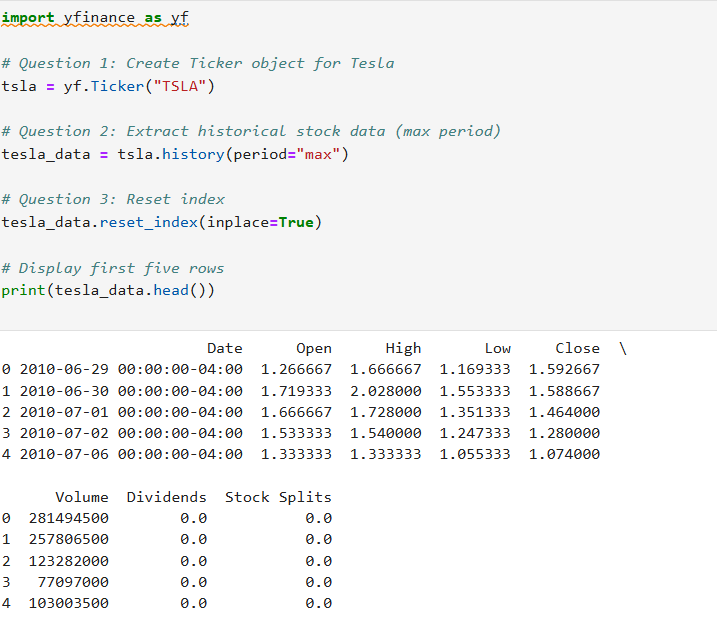 import yfinance as yf
# Question 1: Create Ticker object for Tesla
tsla = yf.Ticker("TSLA")
# Question 2: Extract historical stock data (max period)
tesla_data = tsla.history(period="max")
# Question 3: Reset index
tesla_data.reset_index(inplace=True)
# Display first five rows
print(tesla_data.head())
Date Open High Low Close \
0 2010-06-29 00:00:00-04:00 1.266667 1.666667 1.169333 1.592667
1 2010-06-30 00:00:00-04:00 1.719333 2.028000 1.553333 1.588667
2 2010-07-01 00:00:00-04:00 1.666667 1.728000 1.351333 1.464000
3 2010-07-02 00:00:00-04:00 1.533333 1.540000 1.247333 1.280000
4 2010-07-06 00:00:00-04:00 1.333333 1.333333 1.055333 1.074000
Volume Dividends Stock Splits
0 281494500 0.0 0.0
1 257806500 0.0 0.0
2 123282000 0.0 0.0
3 77097000 0.0 0.0
4 103003500 0.0 0.0